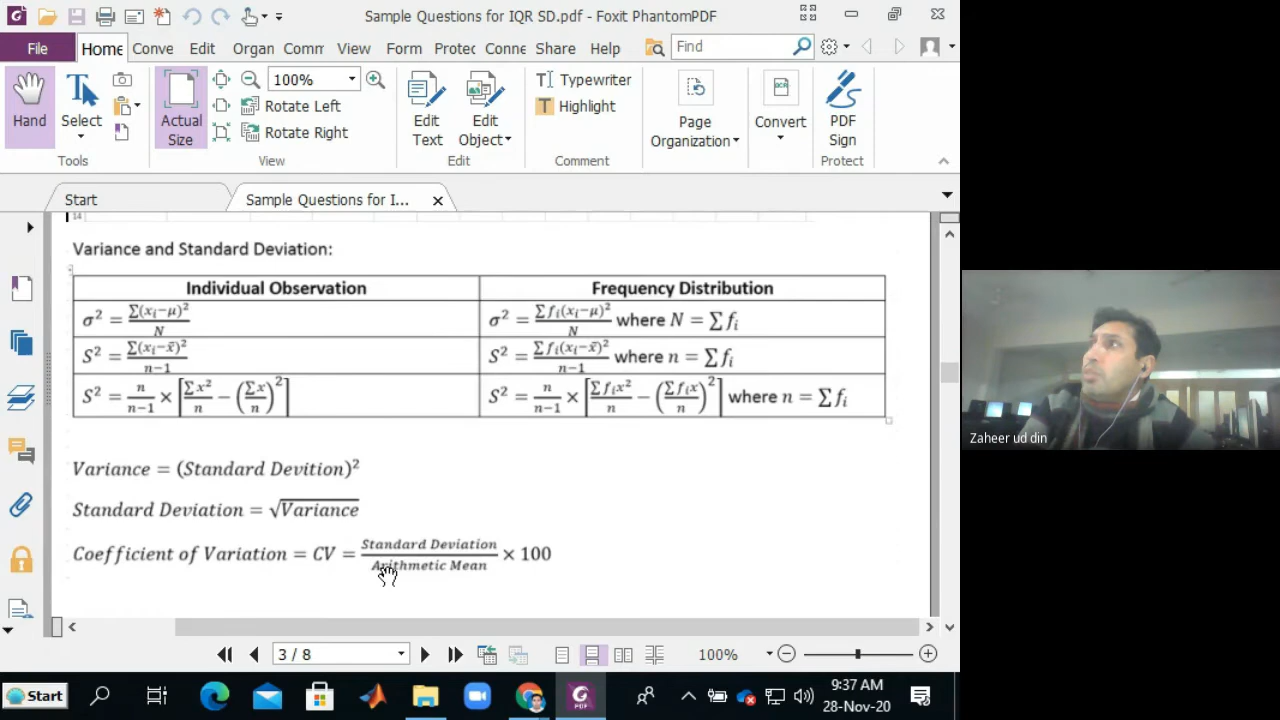 Sample Questions for IQR SD.pdf - Foxit PhantomPDF
File Home Conve Edit Organ Comm View Form Protec Conne Share Help Find
Hand
Select
Actual Size
100%
Rotate Left
Rotate Right
Edit Text
Edit Object
Typewriter
Highlight
Page Organization
Convert
PDF Sign
Tools View Edit Comment Protect
Start Sample Questions for I...
14
Variance and Standard Deviation:
Individual Observation Frequency Distribution
σ² = Σ(xᵢ−μ)²/N σ² = Σfᵢ(xᵢ−μ)²/N where N = Σfᵢ
S² = Σ(xᵢ−x̄)²/n−1 S² = Σfᵢ(xᵢ−x̄)²/n−1 where n = Σfᵢ
S² = n/n−1 × [Σx²/n − (Σx/n)²] S² = n/n−1 × [Σfᵢx²/n − (Σfᵢx/n)²] where n = Σfᵢ
Variance = (Standard Devition)²
Standard Deviation = √Variance
Coefficient of Variation = CV = Standard Deviation/Arithmetic Mean × 100
Zaheer ud din
3 / 8 100%
Start 9:37 AM
28-Nov-20